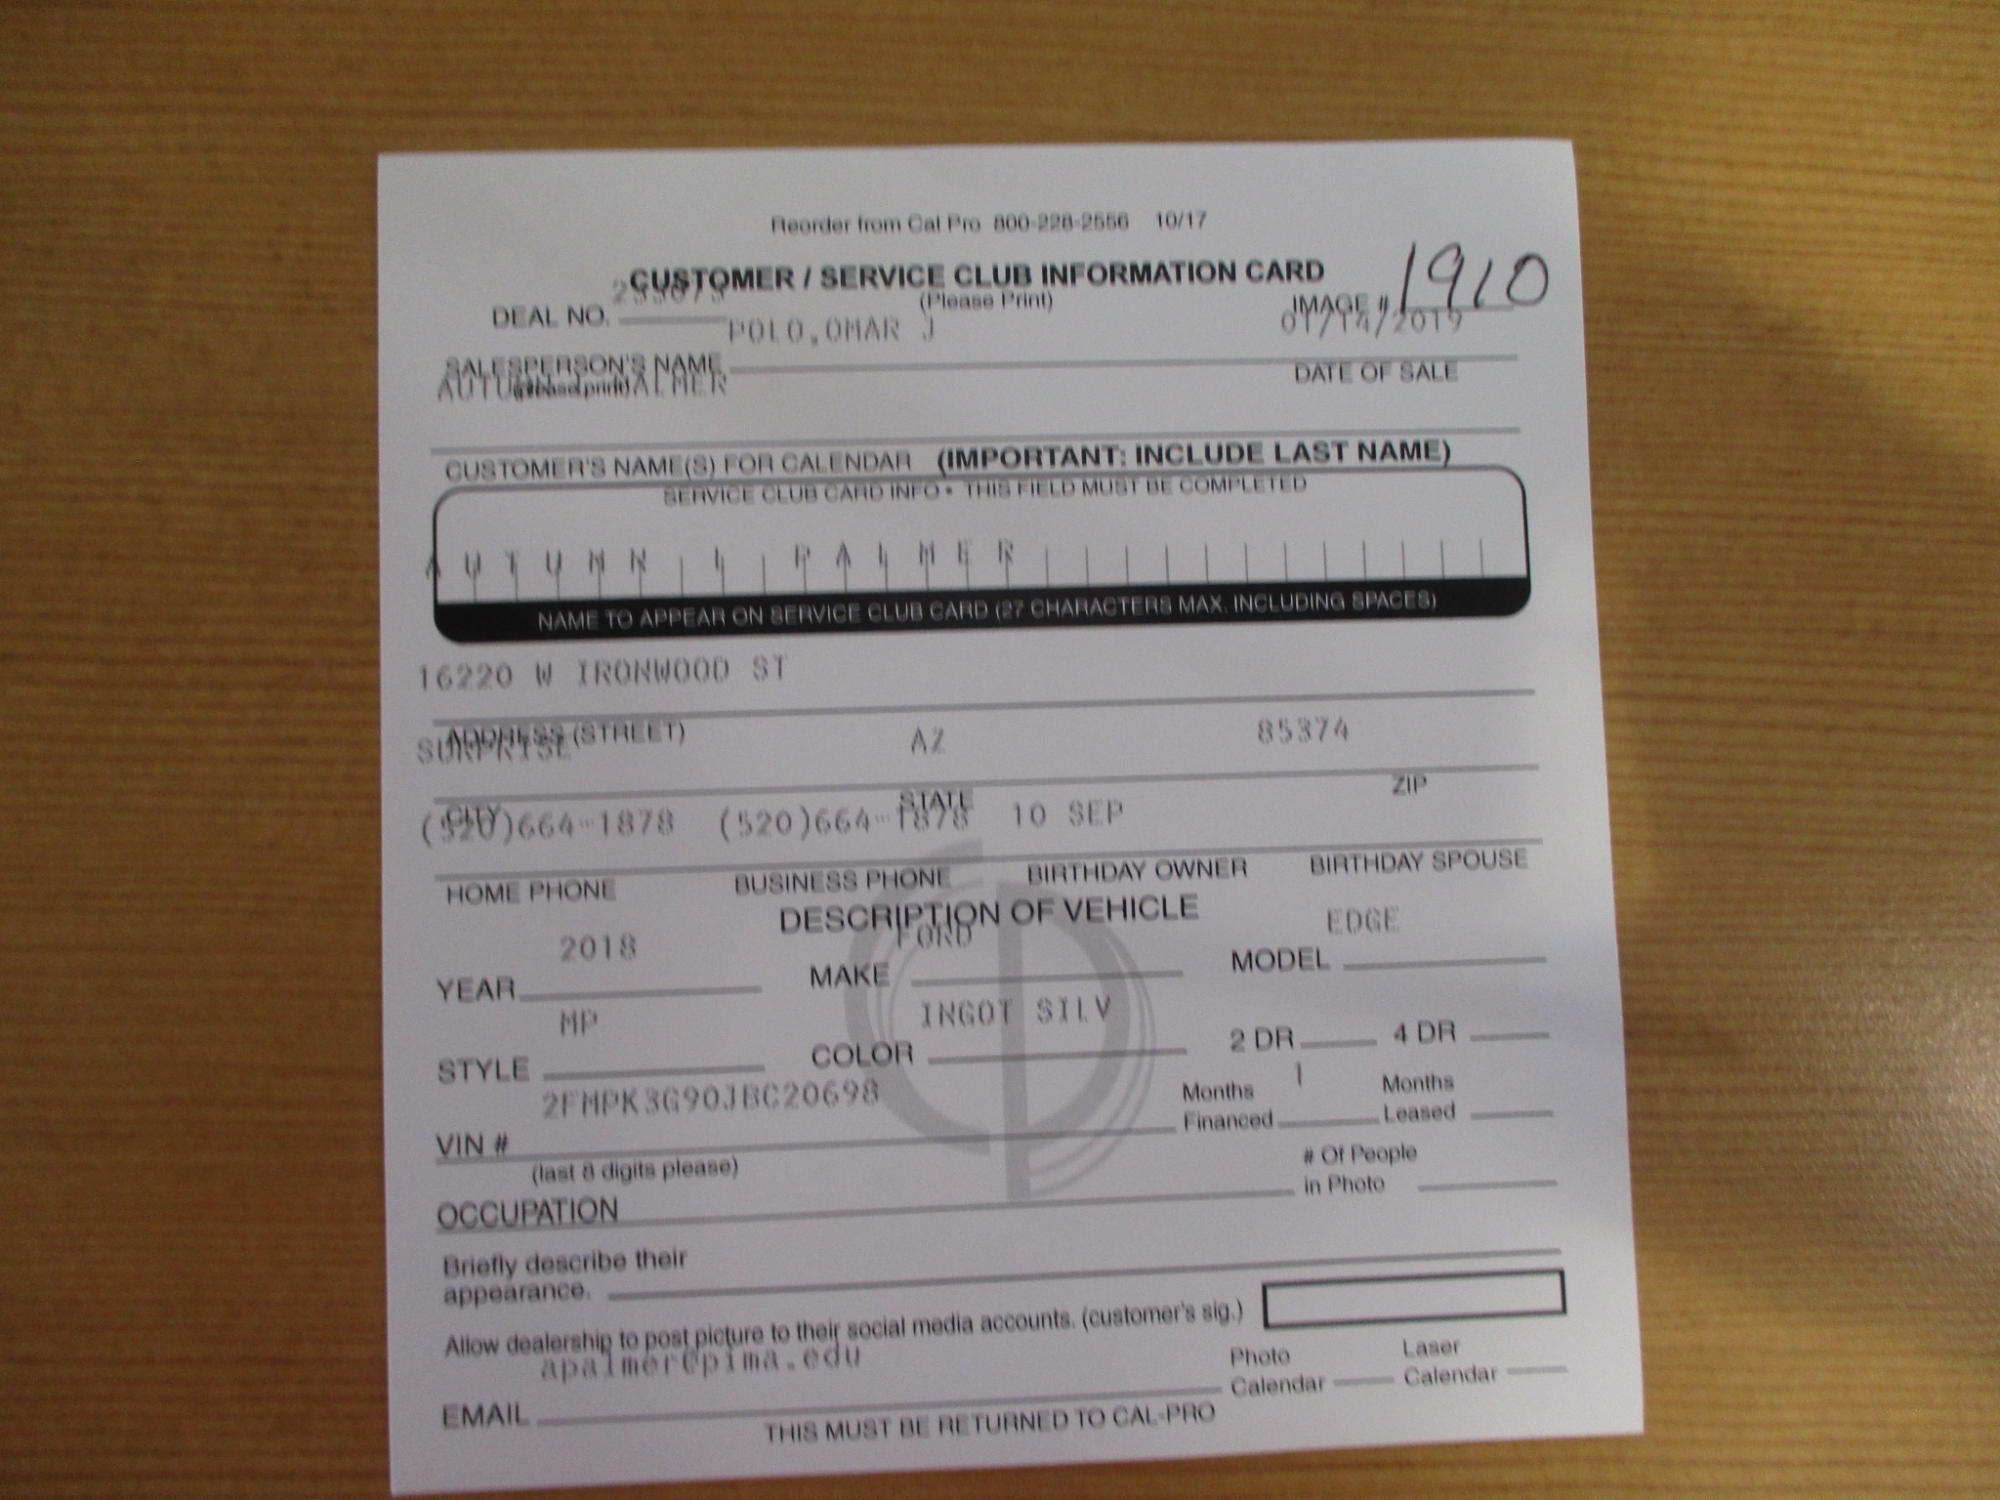 Reorder from Cal Pro 800-228-2556 10/17
CUSTOMER / SERVICE CLUB INFORMATION CARD
(Please Print)
DEAL NO. IMAGE # 1910
POLO,OMAR J 01/14/2019
SALESPERSON'S NAME DATE OF SALE
(please print)
AUTUMN L PALMER
CUSTOMER'S NAME(S) FOR CALENDAR (IMPORTANT: INCLUDE LAST NAME)
SERVICE CLUB CARD INFO • THIS FIELD MUST BE COMPLETED
AUTUMN L PALMER
NAME TO APPEAR ON SERVICE CLUB CARD (27 CHARACTERS MAX. INCLUDING SPACES)
16220 W IRONWOOD ST
ADDRESS (STREET)
SURPRISE AZ 85374
CITY STATE ZIP
(520)664-1878 (520)664-1878 10 SEP
HOME PHONE BUSINESS PHONE BIRTHDAY OWNER BIRTHDAY SPOUSE
DESCRIPTION OF VEHICLE
2018 FORD EDGE
YEAR MAKE MODEL
MP INGOT SILV
STYLE COLOR 2 DR 4 DR
2FMPK3G90JBC20698 1
VIN # Months Financed Months Leased
(last 8 digits please)
OCCUPATION # Of People in Photo
Briefly describe their
appearance.
Allow dealership to post picture to their social media accounts. (customer's sig.)
apalmer@pima.edu
EMAIL Photo Calendar Laser Calendar
THIS MUST BE RETURNED TO CAL-PRO